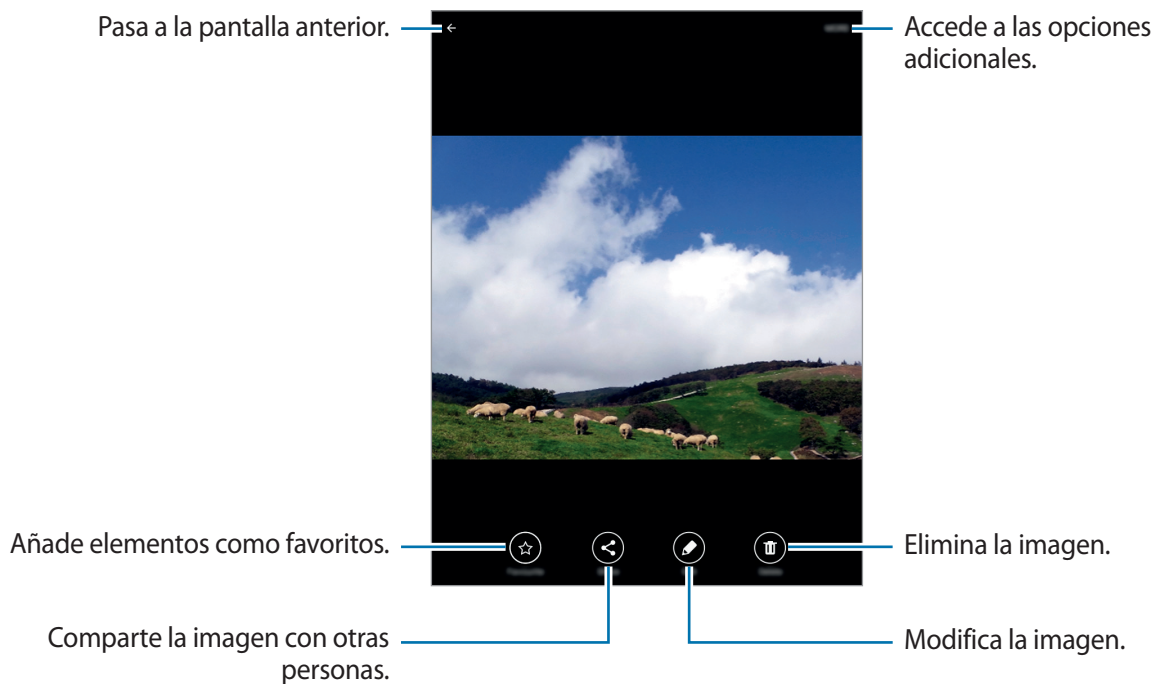 Pasa a la pantalla anterior.
Accede a las opciones
adicionales.
Añade elementos como favoritos.
Elimina la imagen.
Comparte la imagen con otras
personas.
Modifica la imagen.